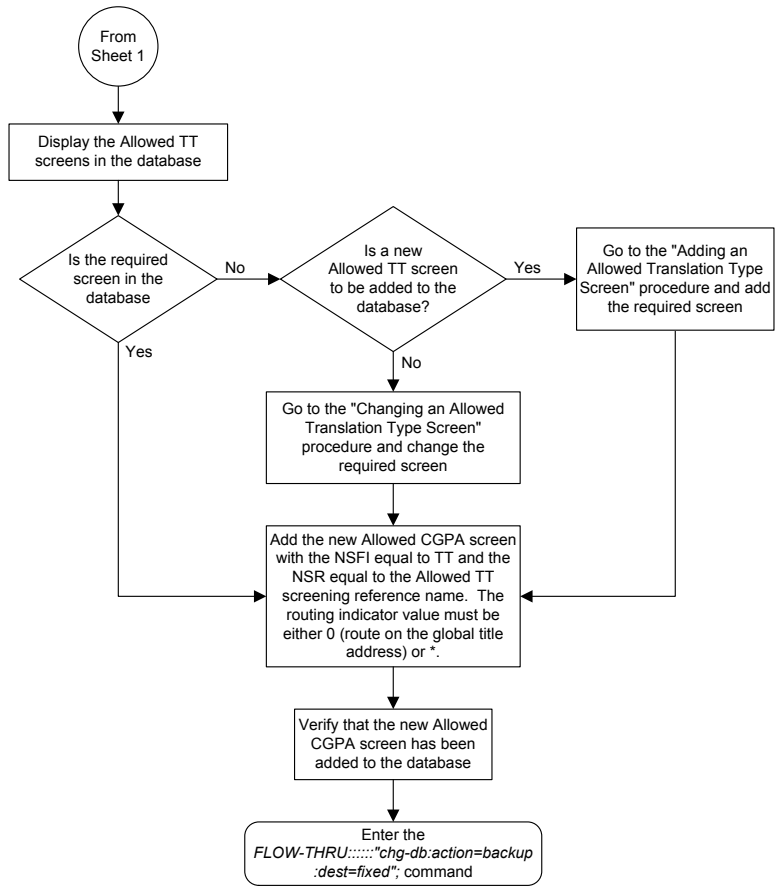 From
Sheet 1
Display the Allowed TT
screens in the database
Is the required
screen in the
database
No
Yes
Is a new
Allowed TT screen
to be added to the
database?
Yes
No
Go to the "Adding an
Allowed Translation Type
Screen" procedure and add
the required screen
Go to the "Changing an Allowed
Translation Type Screen"
procedure and change the
required screen
Add the new Allowed CGPA screen
with the NSFI equal to TT and the
NSR equal to the Allowed TT
screening reference name. The
routing indicator value must be
either 0 (route on the global title
address) or *.
Verify that the new Allowed
CGPA screen has been
added to the database
Enter the
FLOW-THRU::::::"chg-db:action=backup
:dest=fixed"; command